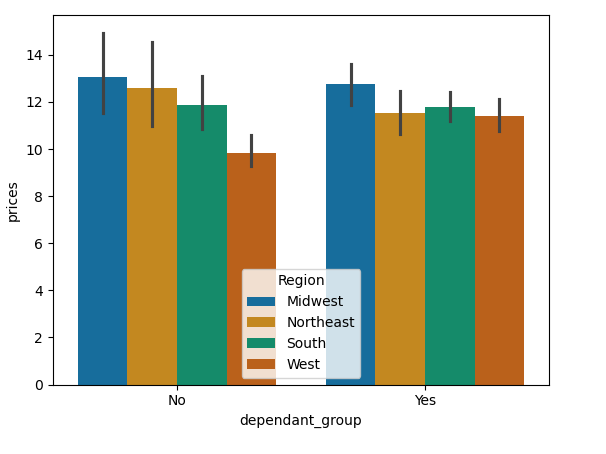 14
12
10
8
6
4
2
0
prices
Region
Midwest
Northeast
South
West
No
Yes
dependant_group